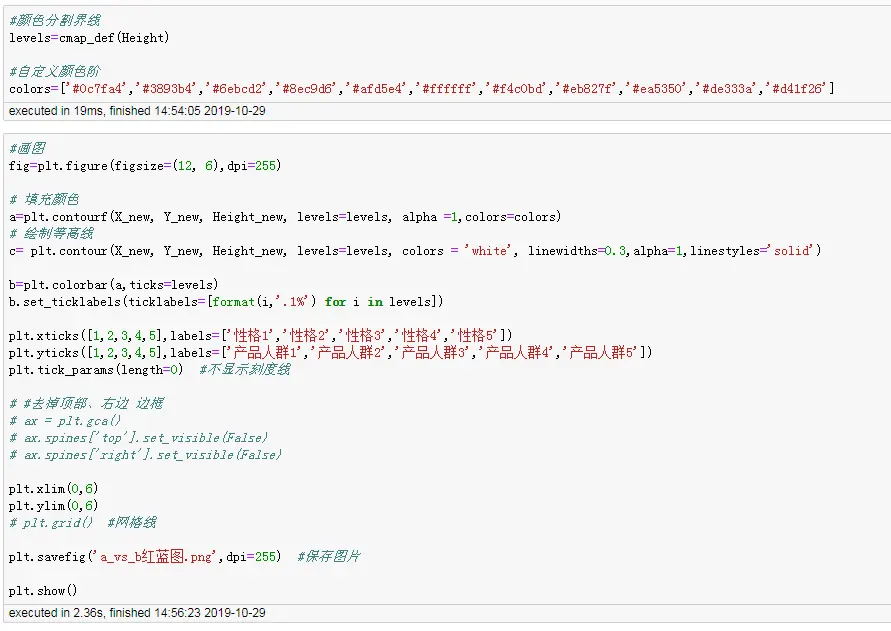 #颜色分割界线
levels=cmap_def(Height)
#自定义颜色阶
colors=['#0c7fa4','#3893b4','#6ebcd2','#8ec9d6','#afd5e4','#ffffff','#f4c0bd','#eb827f','#ea5350','#de333a','#d41f26']
executed in 19ms, finished 14:54:05 2019-10-29
#画图
fig=plt.figure(figsize=(12, 6),dpi=255)
# 填充颜色
a=plt.contourf(X_new, Y_new, Height_new, levels=levels, alpha =1,colors=colors)
# 绘制等高线
c= plt.contour(X_new, Y_new, Height_new, levels=levels, colors = 'white', linewidths=0.3,alpha=1,linestyles='solid')
b=plt.colorbar(a,ticks=levels)
b.set_ticklabels(ticklabels=[format(i,'.1%') for i in levels])
plt.xticks([1,2,3,4,5],labels=['性格1','性格2','性格3','性格4','性格5'])
plt.yticks([1,2,3,4,5],labels=['产品人群1','产品人群2','产品人群3','产品人群4','产品人群5'])
plt.tick_params(length=0)  #不显示刻度线
# #去掉顶部、右边 边框
# ax = plt.gca()
# ax.spines['top'].set_visible(False)
# ax.spines['right'].set_visible(False)
plt.xlim(0,6)
plt.ylim(0,6)
# plt.grid()  #网格线
plt.savefig('a_vs_b红蓝图.png',dpi=255)  #保存图片
plt.show()
executed in 2.36s, finished 14:56:23 2019-10-29